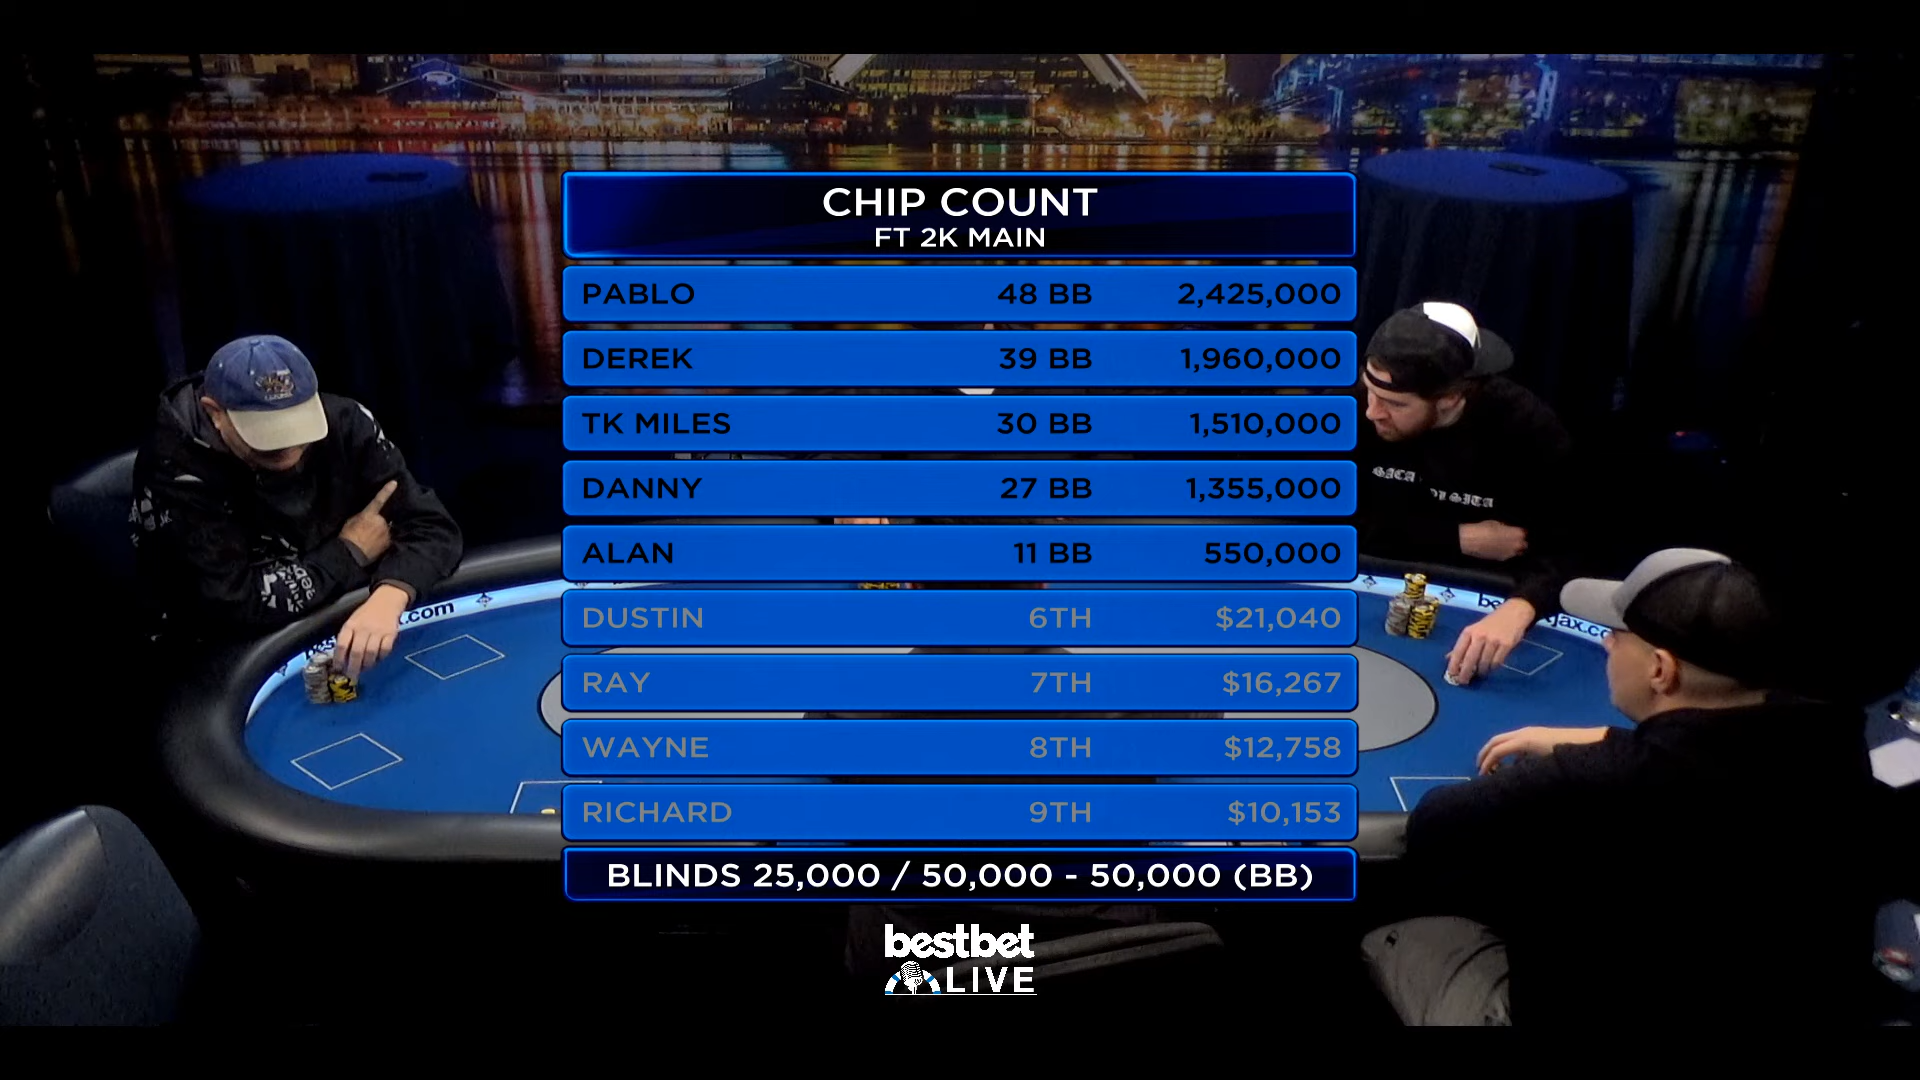 CHIP COUNT
FT 2K MAIN
PABLO 48 BB 2,425,000
DEREK 39 BB 1,960,000
TK MILES 30 BB 1,510,000
DANNY 27 BB 1,355,000
ALAN 11 BB 550,000
DUSTIN 6TH $21,040
RAY 7TH $16,267
WAYNE 8TH $12,758
RICHARD 9TH $10,153
BLINDS 25,000 / 50,000 - 50,000 (BB)
bestbet
LIVE
.com